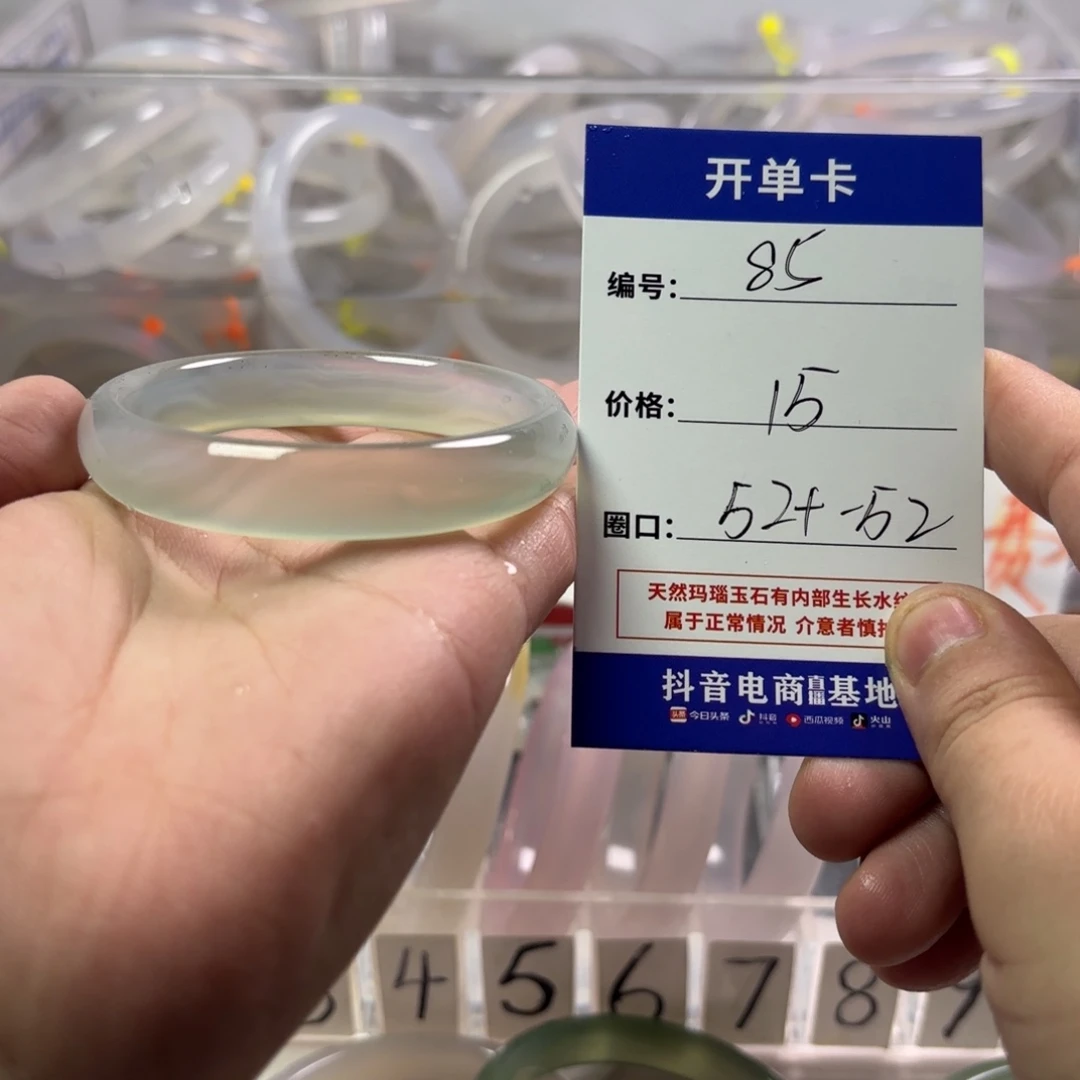 开单卡
编号: 85
价格: 15
圈口: 52+-52
天然玛瑙玉石有内部生长水
属于正常情况 介意者慎
抖音电商直播基地
头条 今日头条 抖音 西瓜视频 火山
4 5 6 7 8 9